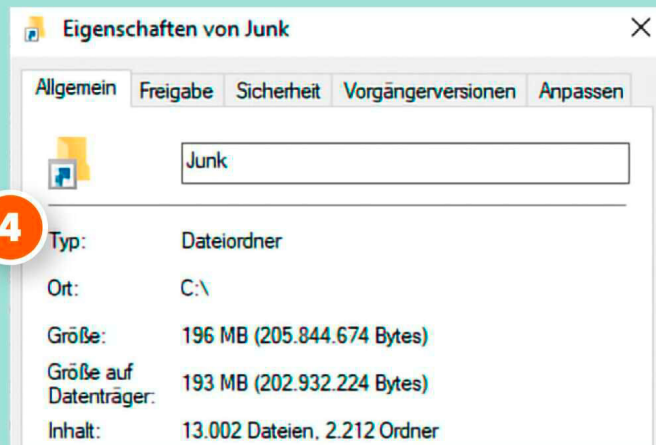 Eigenschaften von Junk
Allgemein Freigabe Sicherheit Vorgängerversionen Anpassen
Junk
4
Typ: Dateiordner
Ort: C:\
Größe: 196 MB (205.844.674 Bytes)
Größe auf
Datenträger: 193 MB (202.932.224 Bytes)
Inhalt: 13.002 Dateien, 2.212 Ordner